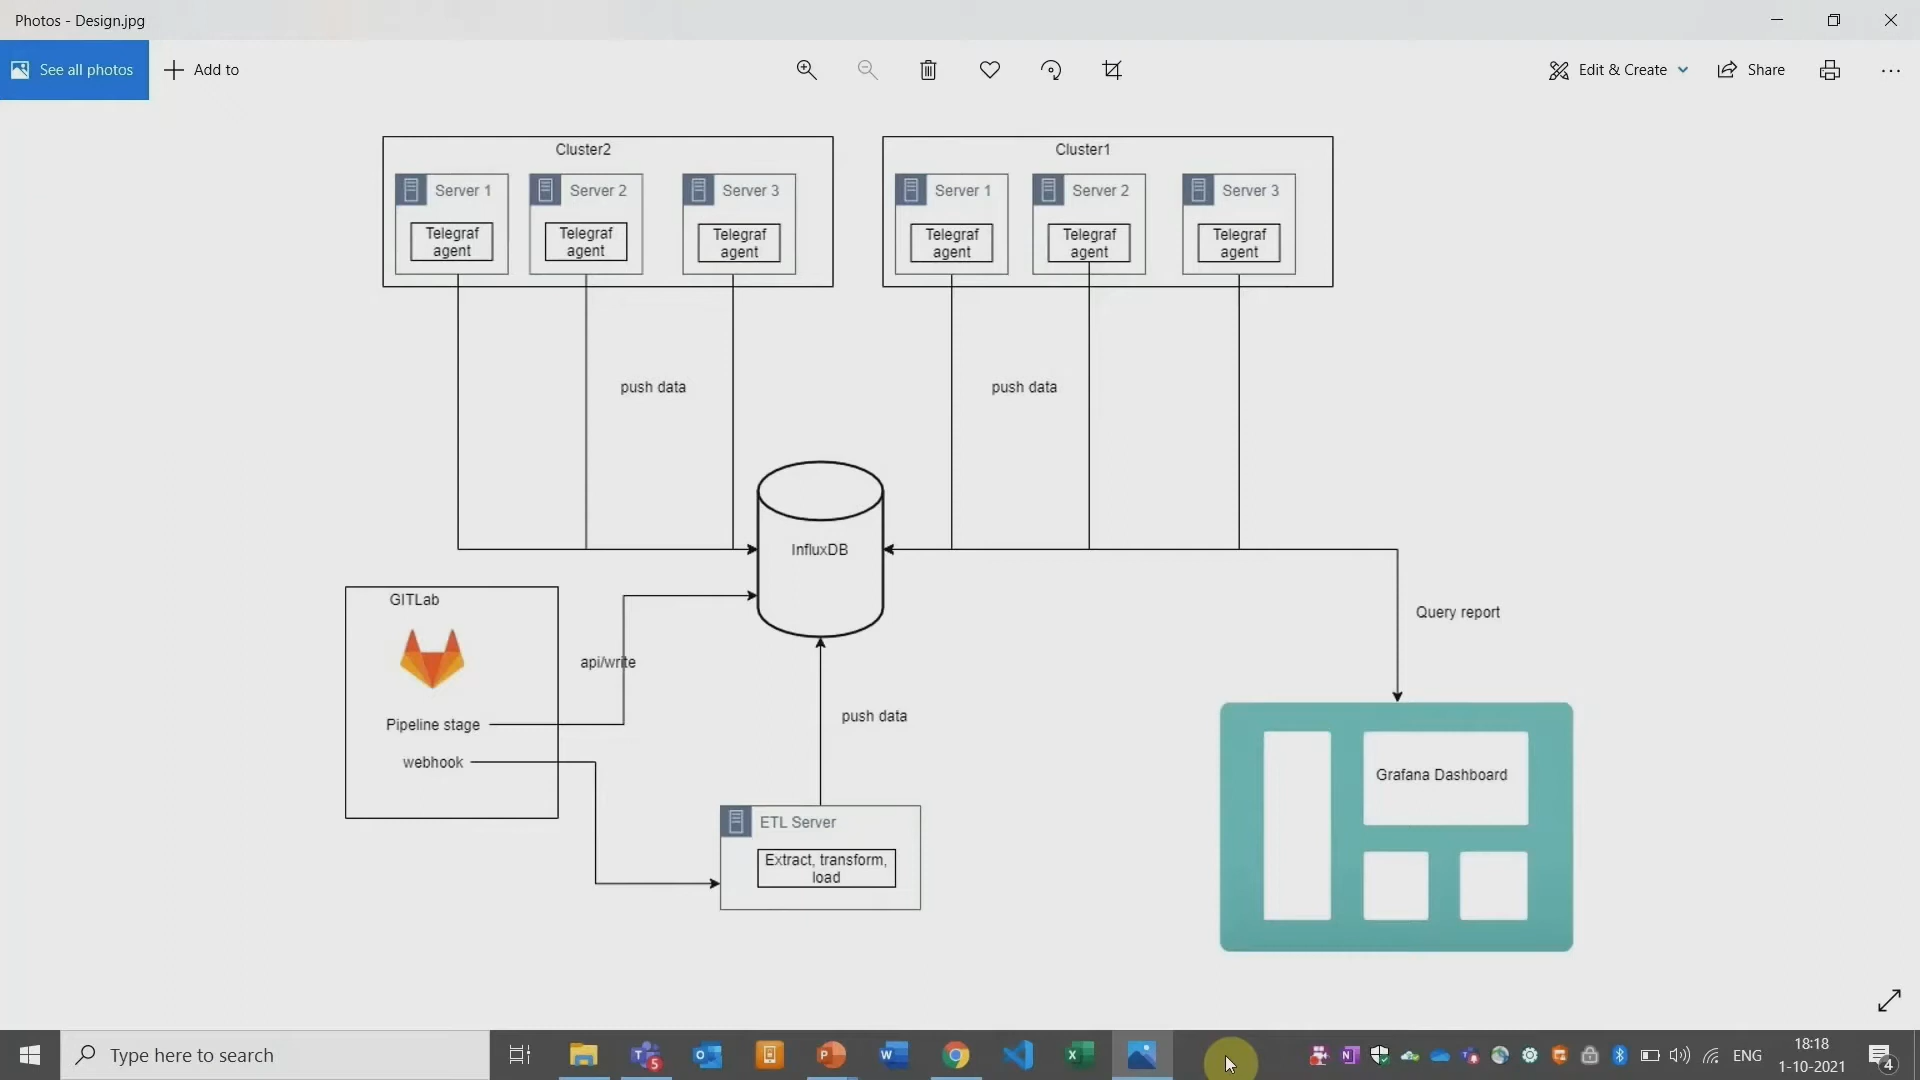 Photos - Design.jpg
See all photos
Add to
Edit & Create
Share
Cluster2
Server 1
Server 2
Server 3
Telegraf
agent
Telegraf
agent
Telegraf
agent
Cluster1
Server 1
Server 2
Server 3
Telegraf
agent
Telegraf
agent
Telegraf
agent
push data
push data
InfluxDB
GITLab
Query report
api/write
Pipeline stage
push data
webhook
Grafana Dashboard
ETL Server
Extract, transform,
load
Type here to search
5
ENG
18:18
1-10-2021
4